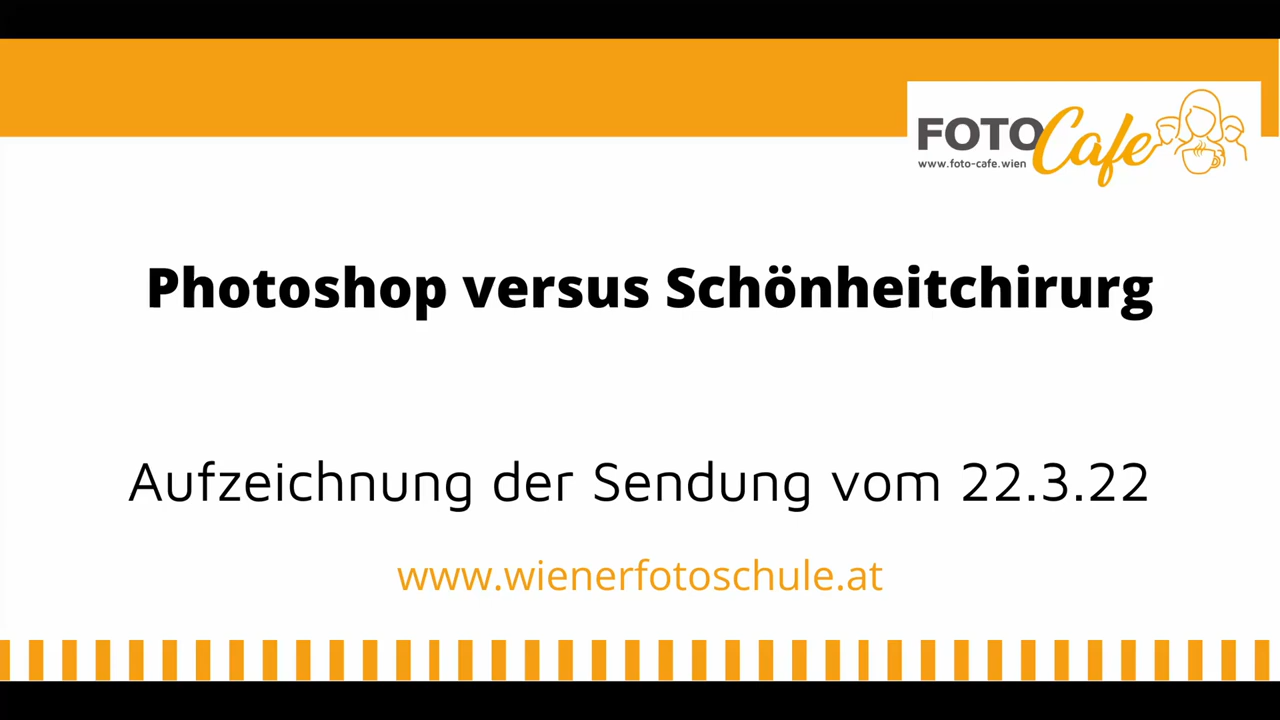 FOTO Cafe
www.foto-cafe.wien
Photoshop versus Schönheitchirurg
Aufzeichnung der Sendung vom 22.3.22
www.wienerfotoschule.at